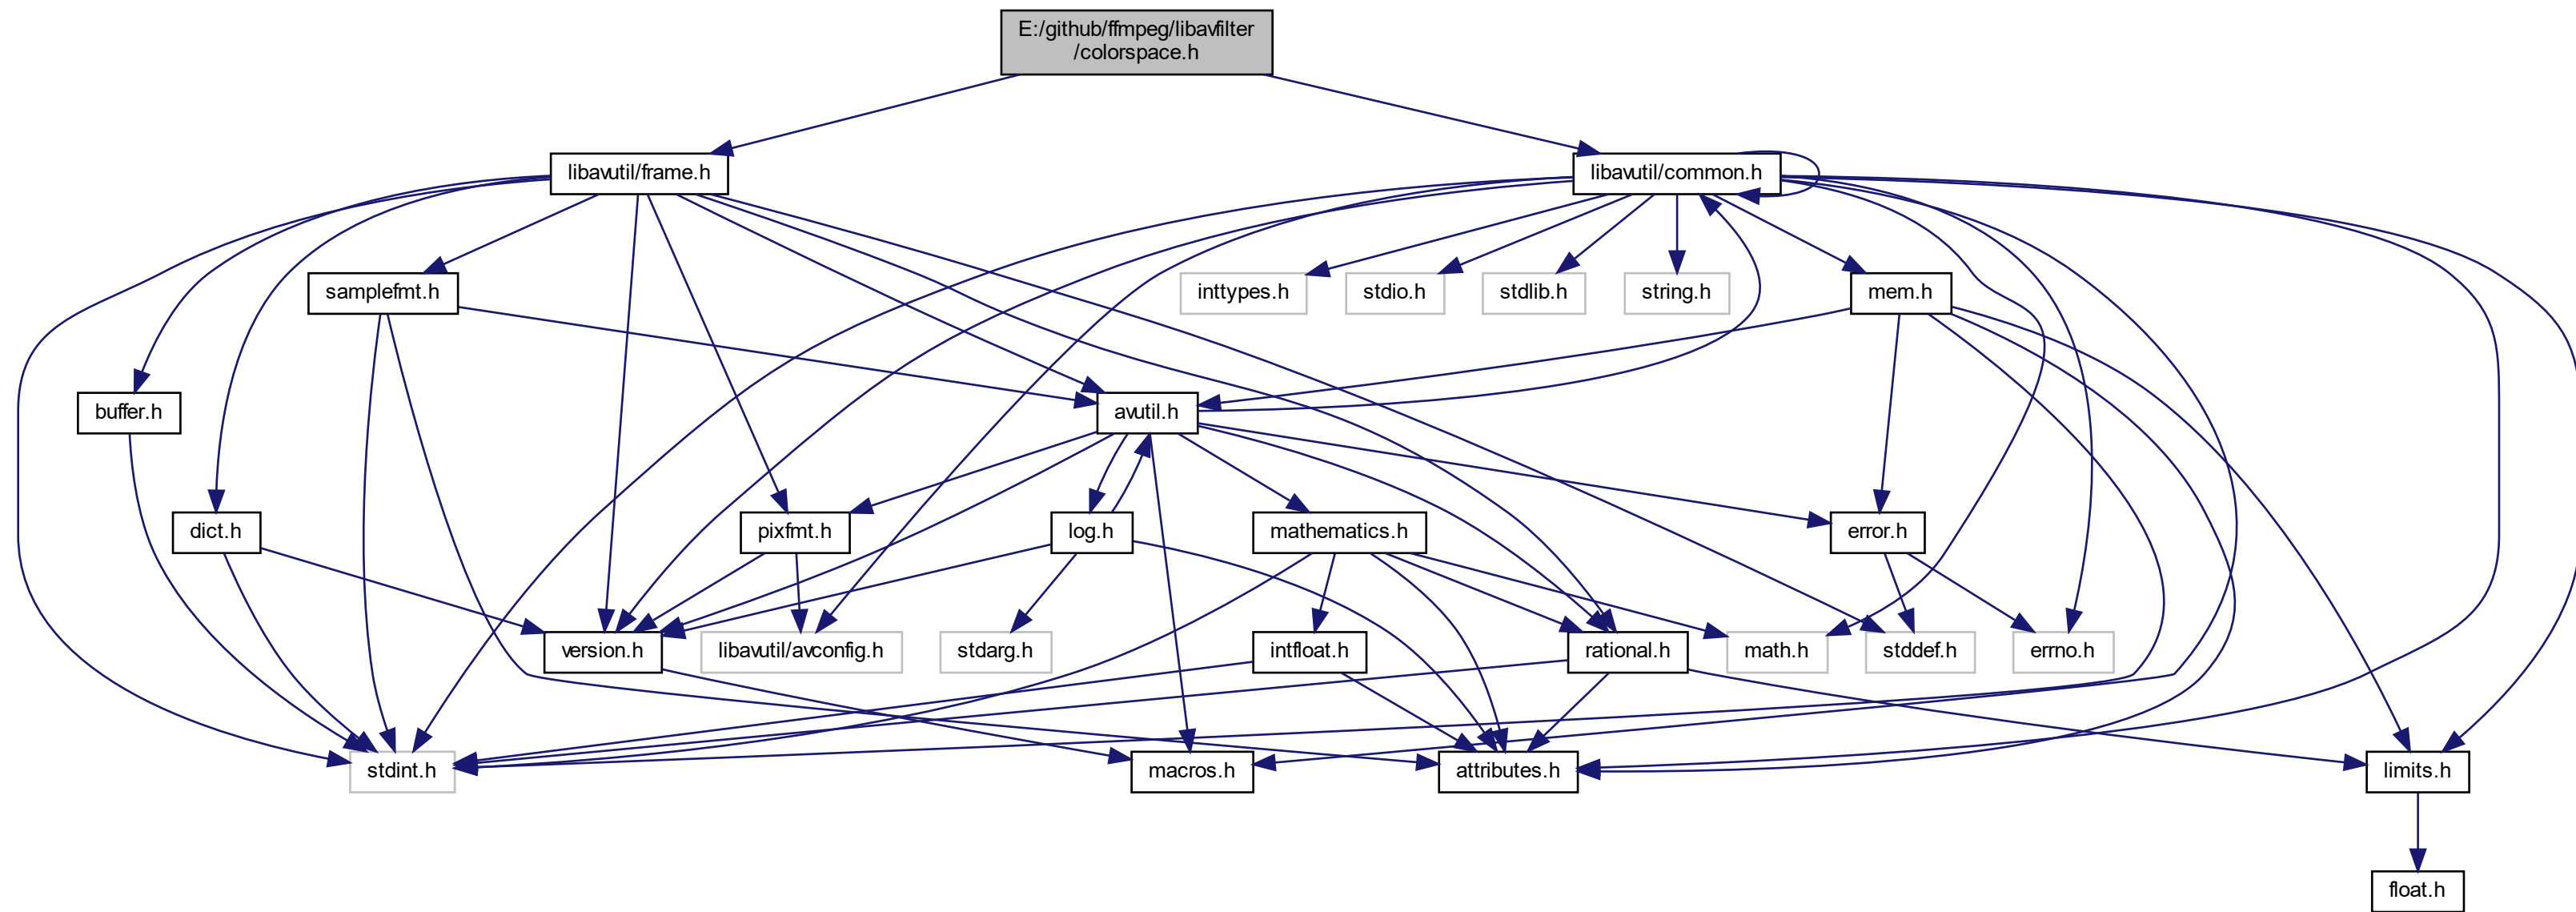 E:/github/ffmpeg/libavfilter
/colorspace.h
libavutil/frame.h
libavutil/common.h
samplefmt.h
inttypes.h
stdio.h
stdlib.h
string.h
mem.h
buffer.h
avutil.h
dict.h
pixfmt.h
log.h
mathematics.h
error.h
version.h
libavutil/avconfig.h
stdarg.h
intfloat.h
rational.h
math.h
stddef.h
errno.h
stdint.h
macros.h
attributes.h
limits.h
float.h